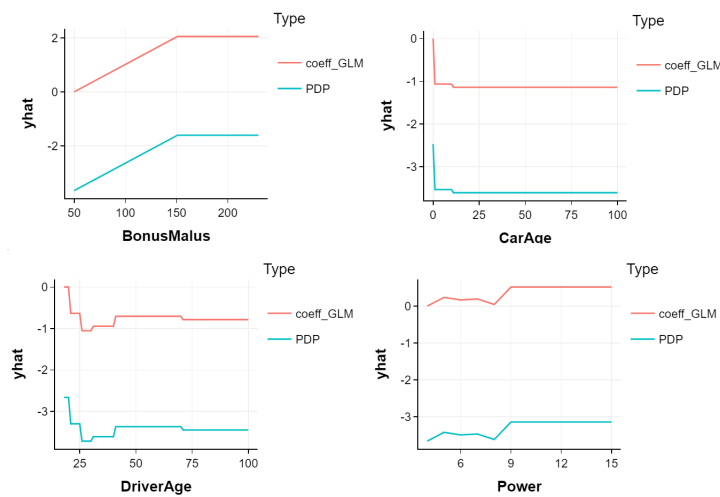 Type
coeff_GLM
PDP
yhat
2
0
-2
50
100
150
200
BonusMalus
Type
coeff_GLM
PDP
yhat
0
-1
-2
-3
0
25
50
75
100
CarAge
Type
coeff_GLM
PDP
yhat
0
-1
-2
-3
25
50
75
100
DriverAge
Type
coeff_GLM
PDP
yhat
0
-1
-2
-3
6
9
12
15
Power